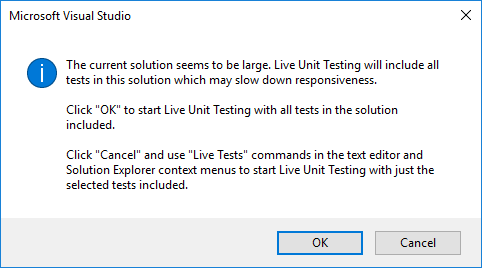 Microsoft Visual Studio
The current solution seems to be large. Live Unit Testing will include all
tests in this solution which may slow down responsiveness.
Click "OK" to start Live Unit Testing with all tests in the solution
included.
Click "Cancel" and use "Live Tests" commands in the text editor and
Solution Explorer context menus to start Live Unit Testing with just the
selected tests included.
OK
Cancel